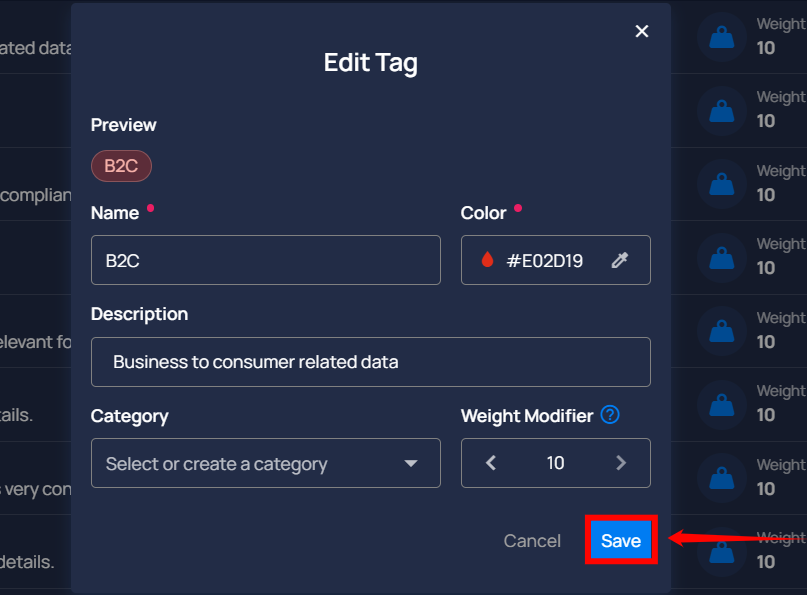 Edit Tag
Preview
B2C
Name
Color
B2C
#E02D19
Description
Business to consumer related data
Category
Weight Modifier ?
Select or create a category
10
Cancel
Save
ated data
complian
elevant fo
ails.
very con
details.
Weight
10
Weight
10
Weight
10
Weight
10
Weight
10
Weight
10
Weight
10
Weight
10